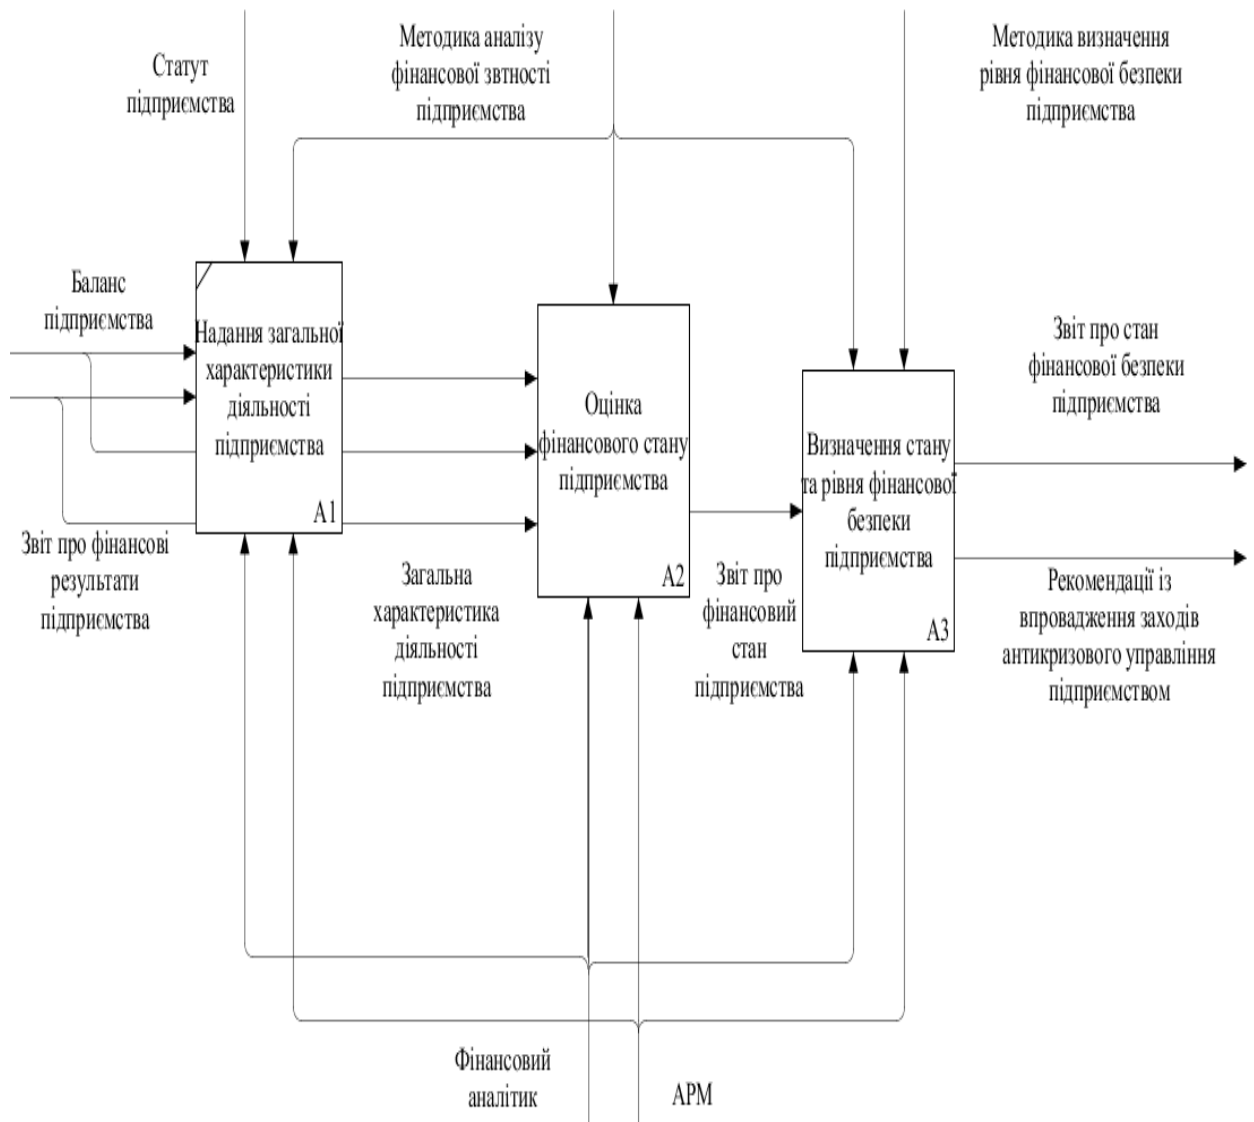 Статут
підприємства
Методика аналізу
фінансової звтності
підприємства
Методика визначення
рівня фінансової безпеки
підприємства
Баланс
підприємства
Надання загальної
характеристики
діяльності
підприємства
А1
Звіт про фінансові
результати
підприємства
Загальна
характеристика
діяльності
підприємства
Оцінка
фінансового стану
підприємства
А2
Звіт про
фінансовий
стан
підприємства
Визначення стану
та рівня фінансової
безпеки
підприємства
А3
Звіт про стан
фінансової безпеки
підприємства
Рекомендації із
впровадження заходів
антикризового управління
підприємством
Фінансовий
аналітик
АРМ